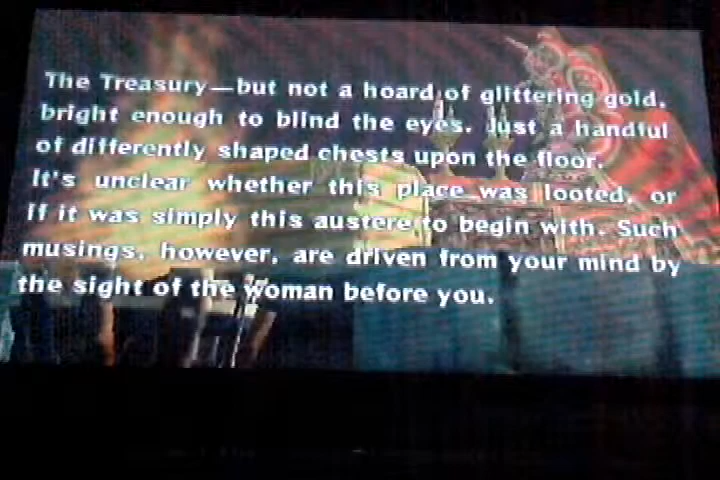 The Treasury—but not a hoard of glittering gold,
bright enough to blind the eyes. Just a handful
of differently shaped chests upon the floor.
It's unclear whether this place was looted, or
if it was simply this austere to begin with. Such
musings, however, are driven from your mind by
the sight of the woman before you.